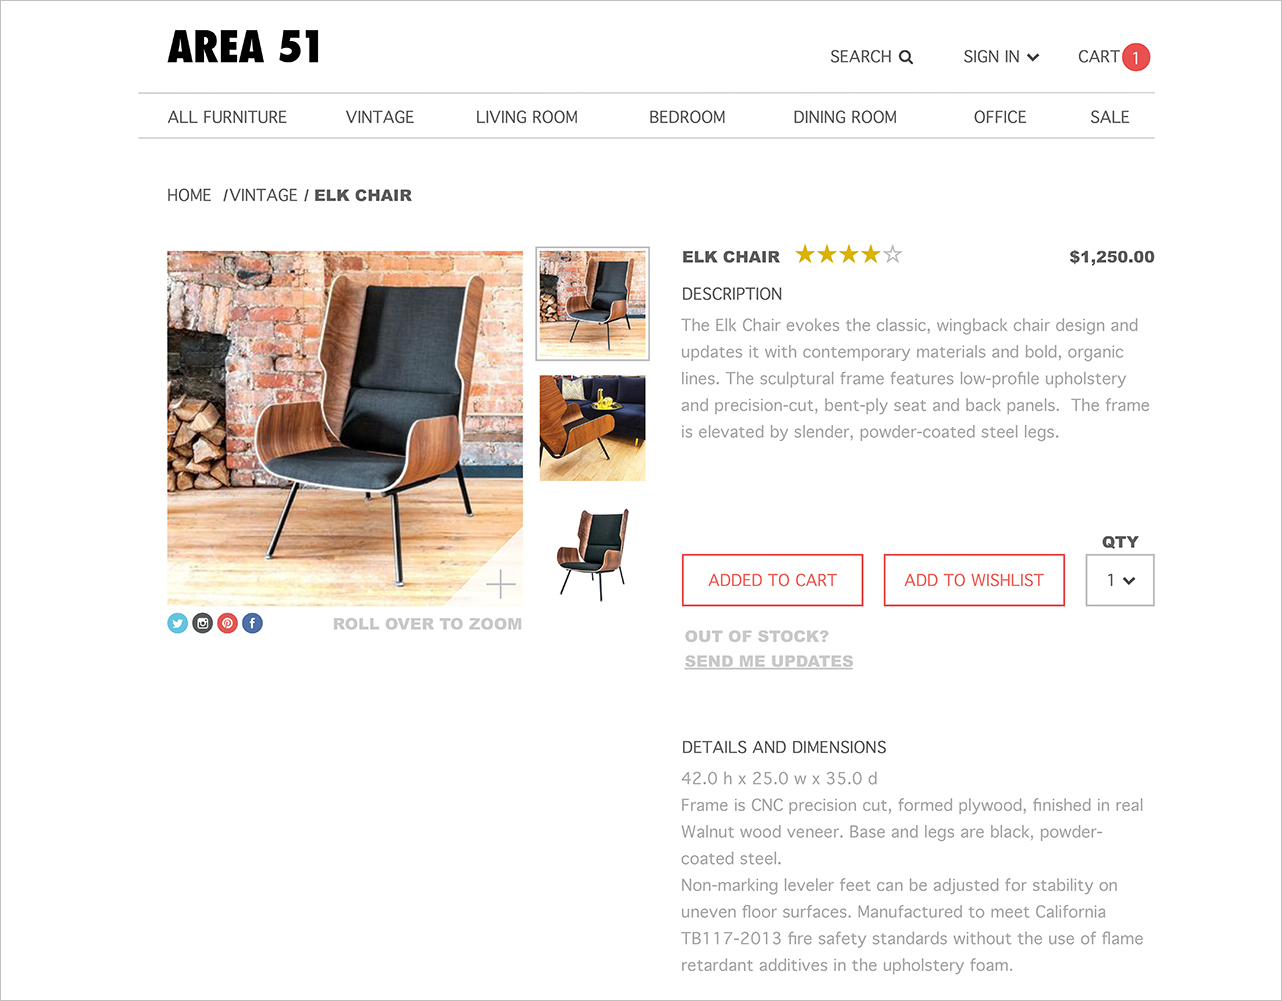 AREA 51
SEARCH
SIGN IN
CART 1
ALL FURNITURE
VINTAGE
LIVING ROOM
BEDROOM
DINING ROOM
OFFICE
SALE
HOME /VINTAGE / ELK CHAIR
ELK CHAIR
$1,250.00
DESCRIPTION
The Elk Chair evokes the classic, wingback chair design and
updates it with contemporary materials and bold, organic
lines. The sculptural frame features low-profile upholstery
and precision-cut, bent-ply seat and back panels.  The frame
is elevated by slender, powder-coated steel legs.
QTY
ADDED TO CART
ADD TO WISHLIST
1
ROLL OVER TO ZOOM
OUT OF STOCK?
SEND ME UPDATES
DETAILS AND DIMENSIONS
42.0 h x 25.0 w x 35.0 d
Frame is CNC precision cut, formed plywood, finished in real
Walnut wood veneer. Base and legs are black, powder-
coated steel.
Non-marking leveler feet can be adjusted for stability on
uneven floor surfaces. Manufactured to meet California
TB117-2013 fire safety standards without the use of flame
retardant additives in the upholstery foam.